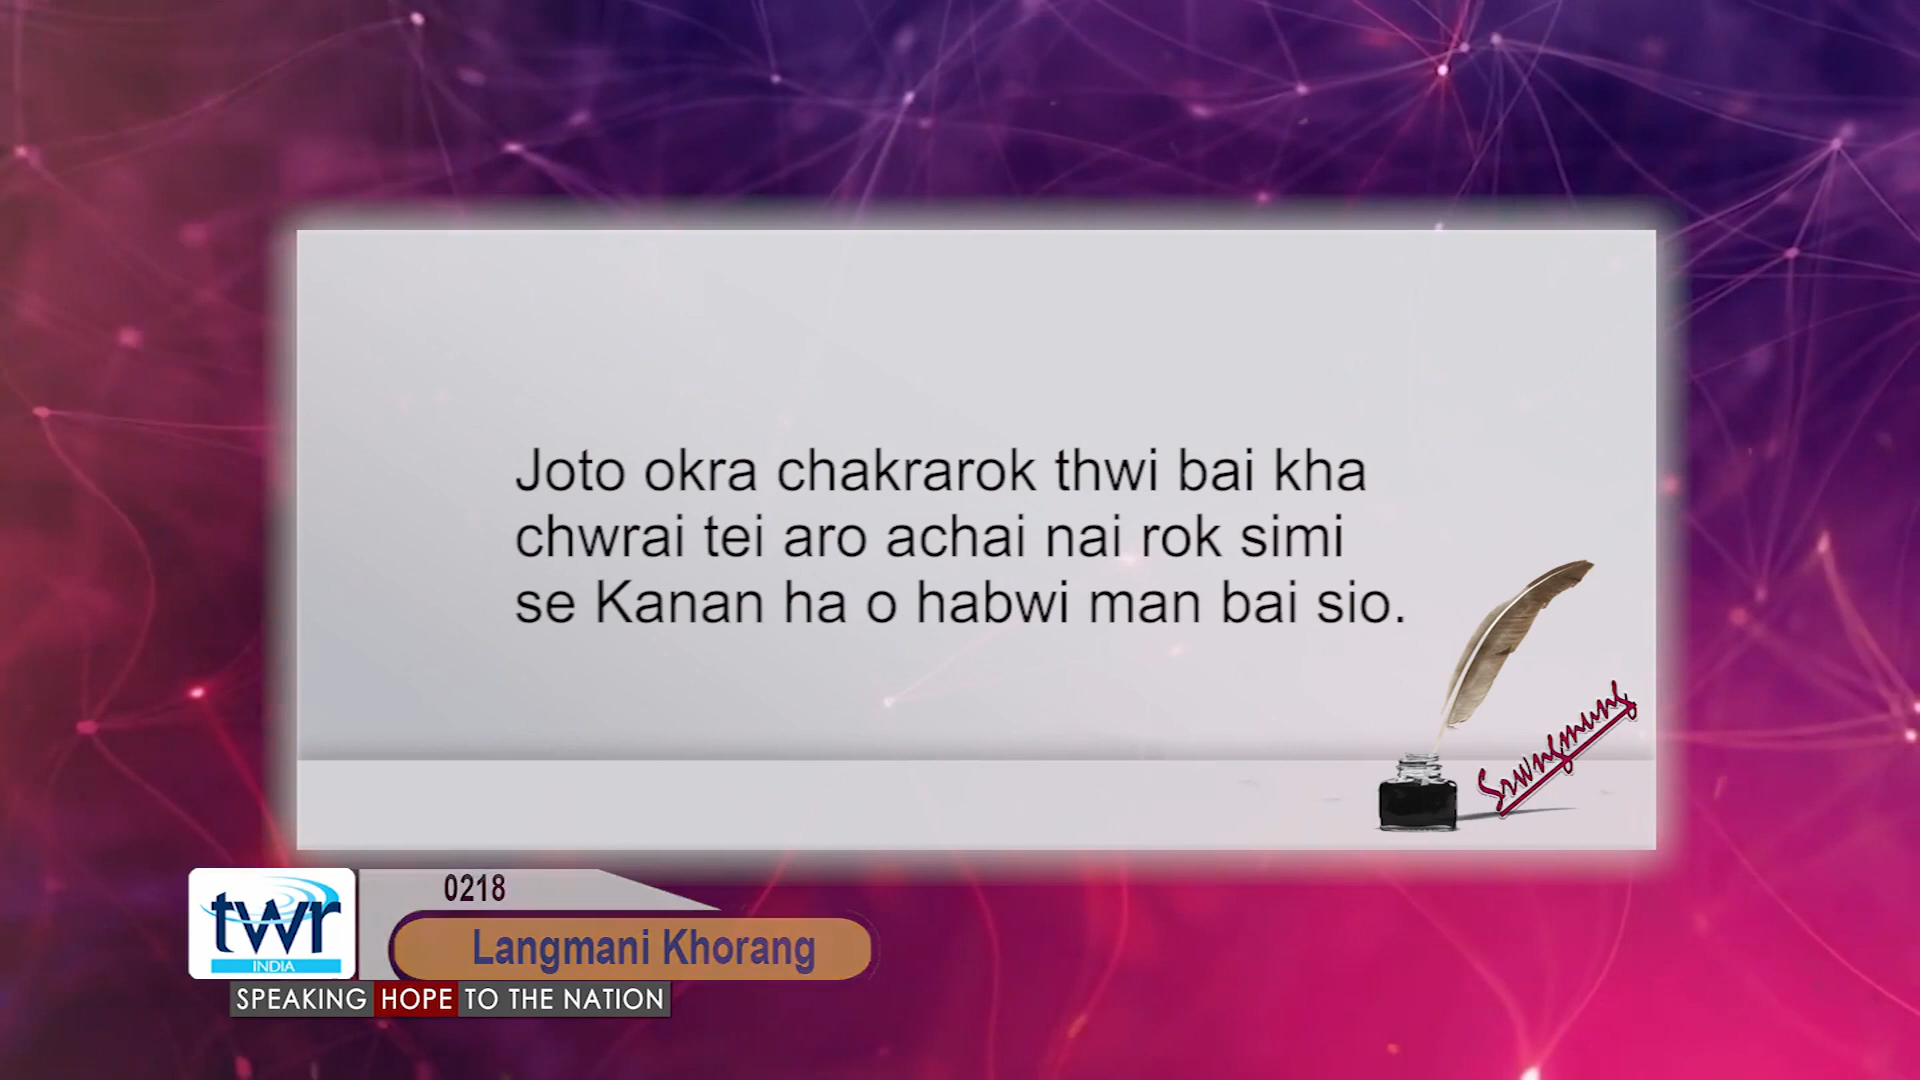 Joto okra chakrarok thwi bai kha
chwrai tei aro achai nai rok simi
se Kanan ha o habwi man bai sio.
Srwngmung
twr
INDIA
0218
Langmani Khorang
SPEAKING HOPE TO THE NATION